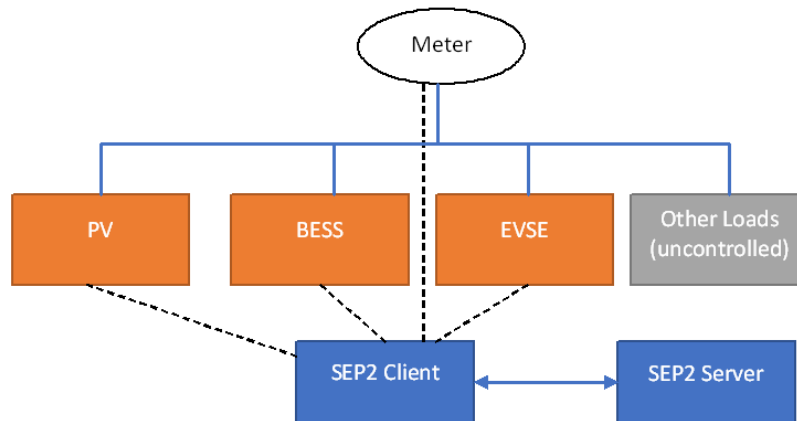 Meter
PV
BESS
EVSE
Other Loads
(uncontrolled)
SEP2 Client
SEP2 Server